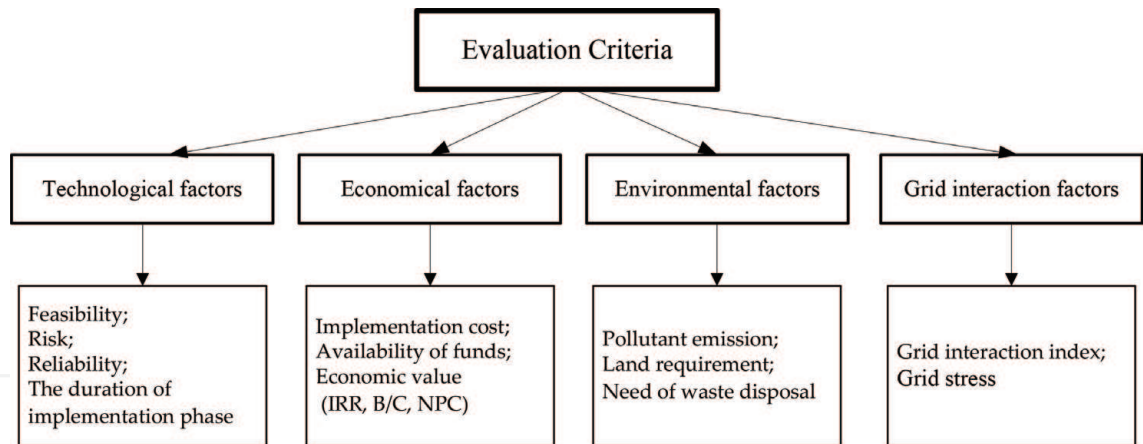 Evaluation Criteria
Technological factors
Economical factors
Environmental factors
Grid interaction factors
Feasibility;
Risk;
Reliability;
The duration of
implementation phase
Implementation cost;
Availability of funds;
Economic value
(IRR, B/C, NPC)
Pollutant emission;
Land requirement;
Need of waste disposal
Grid interaction index;
Grid stress